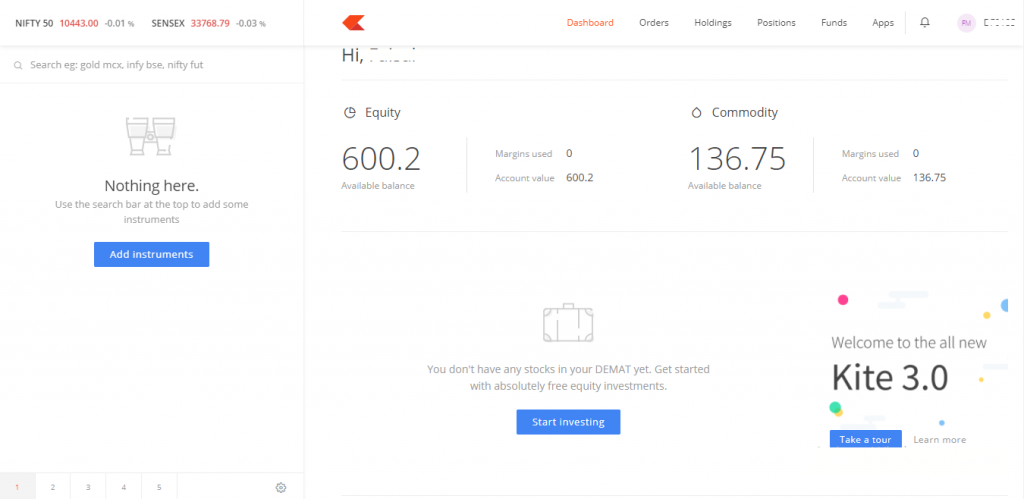 NIFTY 50 10443.00 -0.01 % SENSEX 33768.79 -0.03 %
Dashboard Orders Holdings Positions Funds Apps RU
Search eg: gold mcx, infy bse, nifty fut
Nothing here.
Use the search bar at the top to add some
instruments
Add instruments
1 2 3 4 5
Hi,
Equity
600.2
Available balance
Margins used 0
Account value 600.2
Commodity
136.75
Available balance
Margins used 0
Account value 136.75
You don't have any stocks in your DEMAT yet. Get started
with absolutely free equity investments.
Start investing
Welcome to the all new
Kite 3.0
Take a tour Learn more